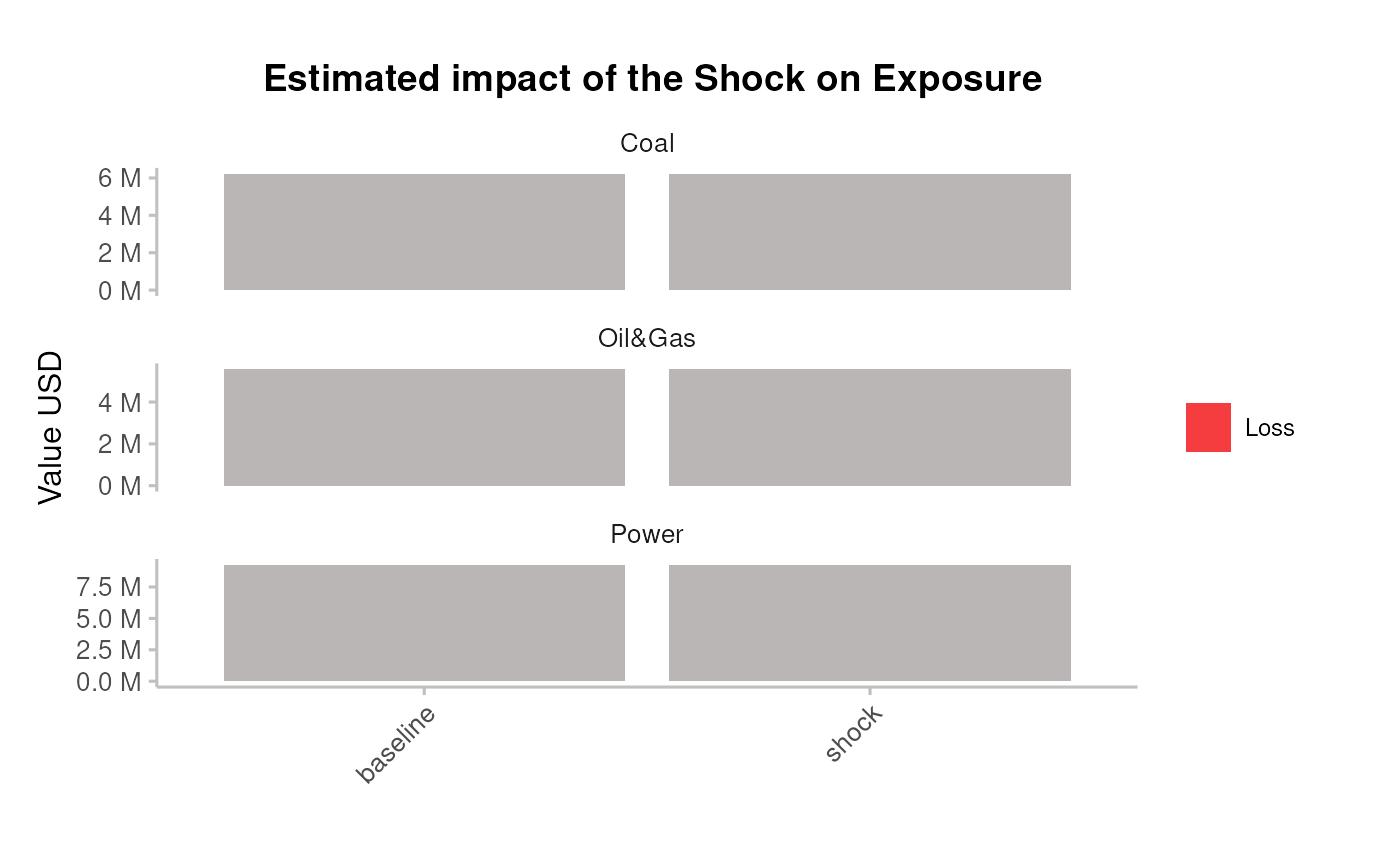 Estimated impact of the Shock on Exposure
Coal
6 M
4 M
2 M
0 M
Oil&Gas
4 M
2 M
0 M
Power
7.5 M
5.0 M
2.5 M
0.0 M
Value USD
baseline
shock
Loss